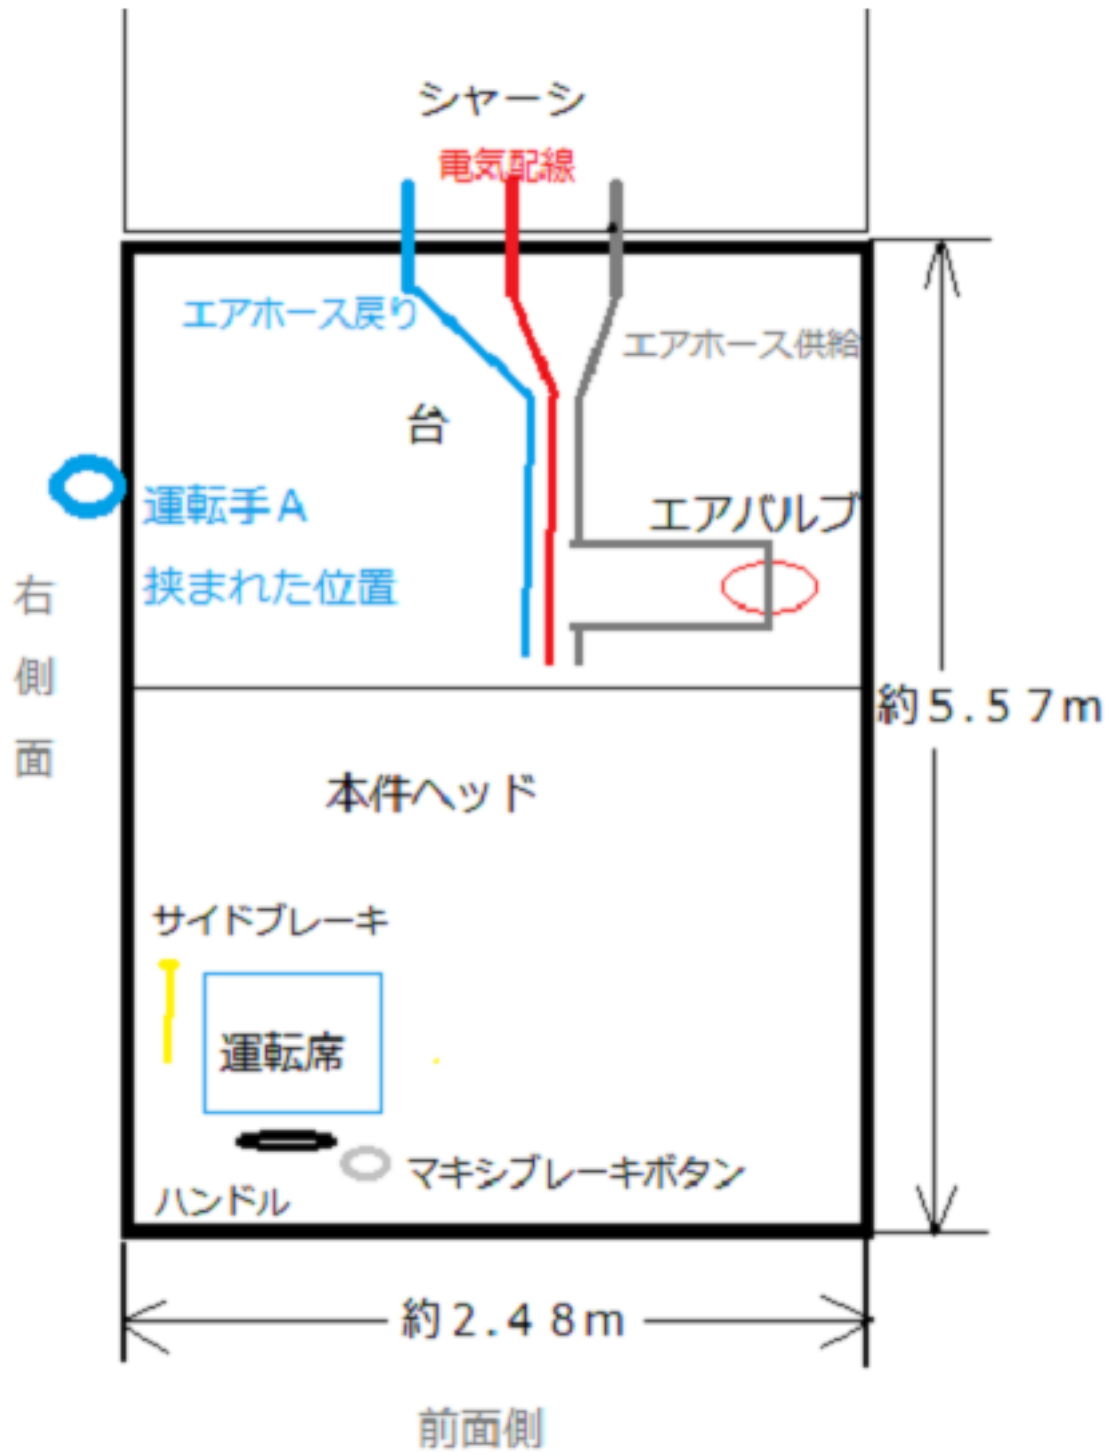 シャーシ
電気配線
エアホース戻り
エアホース供給
台
運転手A
エアバルブ
挟まれた位置
右
側
面
約5.57m
本件ヘッド
サイドブレーキ
運転席
マキシブレーキボタン
ハンドル
約2.48m
前面側